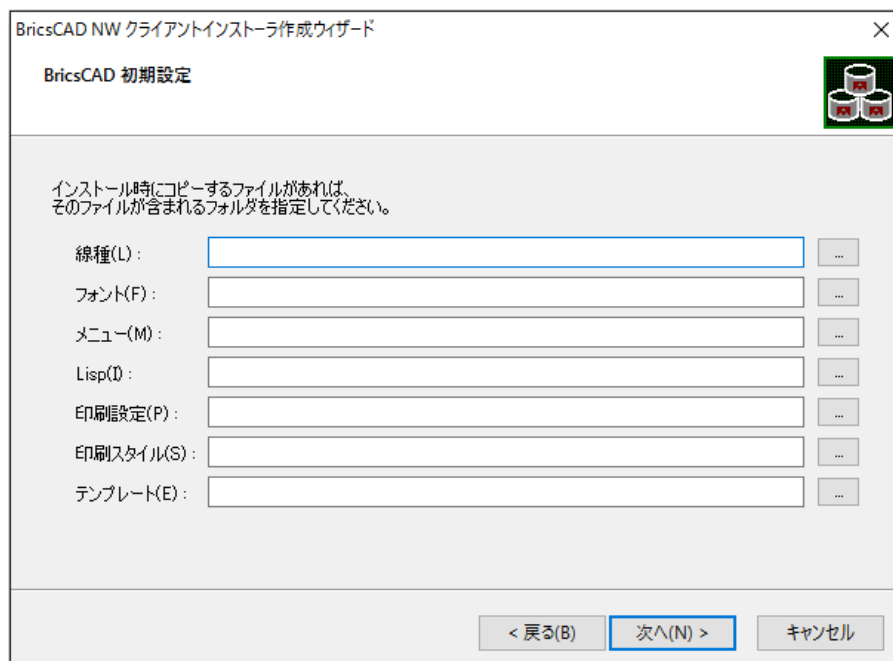 BricsCAD NW クライアントインストーラ作成ウィザード
BricsCAD 初期設定
インストール時にコピーするファイルがあれば、
そのファイルが含まれるフォルダを指定してください。
線種(L) :
...
フォント(F) :
...
メニュー(M) :
...
Lisp(I) :
...
印刷設定(P) :
...
印刷スタイル(S) :
...
テンプレート(E) :
...
< 戻る(B)
次へ(N) >
キャンセル